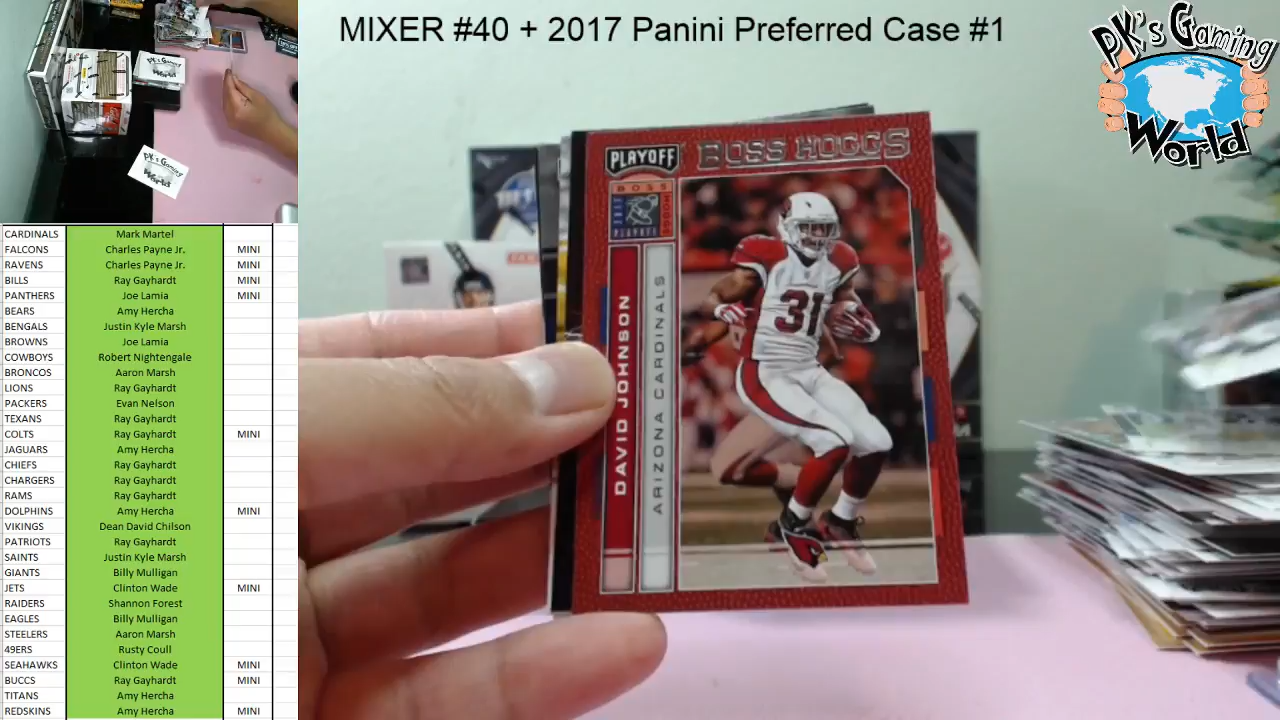 MIXER #40 + 2017 Panini Preferred Case #1
PK's Gaming
World
PLAYOFF
BOSS HOGGS
BOSS
HOGGS
2017
PLAYOFF
DAVID JOHNSON
ARIZONA CARDINALS
31
CARDINALS Mark Martel
FALCONS Charles Payne Jr. MINI
RAVENS Charles Payne Jr. MINI
BILLS Ray Gayhardt MINI
PANTHERS Joe Lamia MINI
BEARS Amy Hercha
BENGALS Justin Kyle Marsh
BROWNS Joe Lamia
COWBOYS Robert Nightengale
BRONCOS Aaron Marsh
LIONS Ray Gayhardt
PACKERS Evan Nelson
TEXANS Ray Gayhardt
COLTS Ray Gayhardt MINI
JAGUARS Amy Hercha
CHIEFS Ray Gayhardt
CHARGERS Ray Gayhardt
RAMS Ray Gayhardt
DOLPHINS Amy Hercha MINI
VIKINGS Dean David Chilson
PATRIOTS Ray Gayhardt
SAINTS Justin Kyle Marsh
GIANTS Billy Mulligan
JETS Clinton Wade MINI
RAIDERS Shannon Forest
EAGLES Billy Mulligan
STEELERS Aaron Marsh
49ERS Rusty Coull
SEAHAWKS Clinton Wade MINI
BUCCS Ray Gayhardt MINI
TITANS Amy Hercha
REDSKINS Amy Hercha MINI